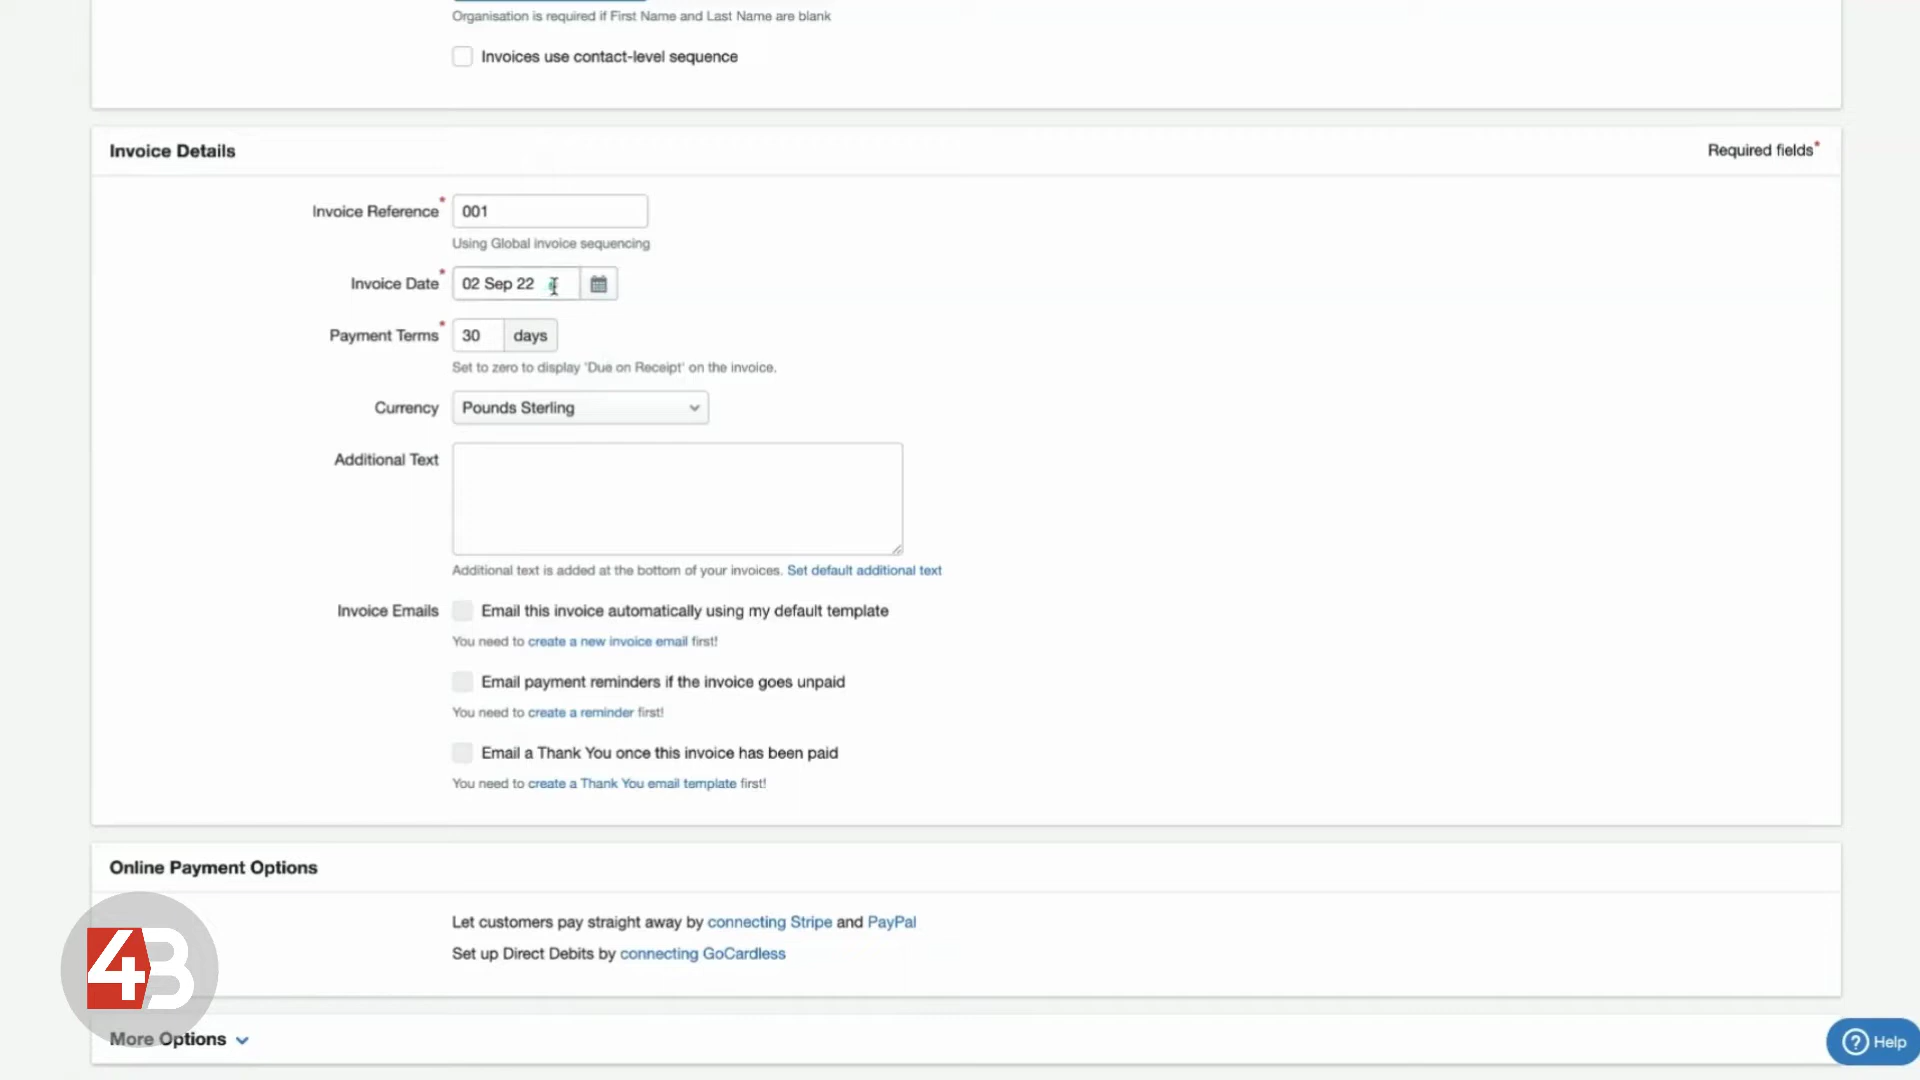 Organisation is required if First Name and Last Name are blank
Invoices use contact-level sequence
Invoice Details
Required fields*
Invoice Reference* 001
Using Global invoice sequencing
Invoice Date* 02 Sep 22
Payment Terms* 30 days
Set to zero to display 'Due on Receipt' on the invoice.
Currency Pounds Sterling
Additional Text
Additional text is added at the bottom of your invoices. Set default additional text
Invoice Emails Email this invoice automatically using my default template
You need to create a new invoice email first!
Email payment reminders if the invoice goes unpaid
You need to create a reminder first!
Email a Thank You once this invoice has been paid
You need to create a Thank You email template first!
Online Payment Options
Let customers pay straight away by connecting Stripe and PayPal
Set up Direct Debits by connecting GoCardless
4B
More Options
? Help